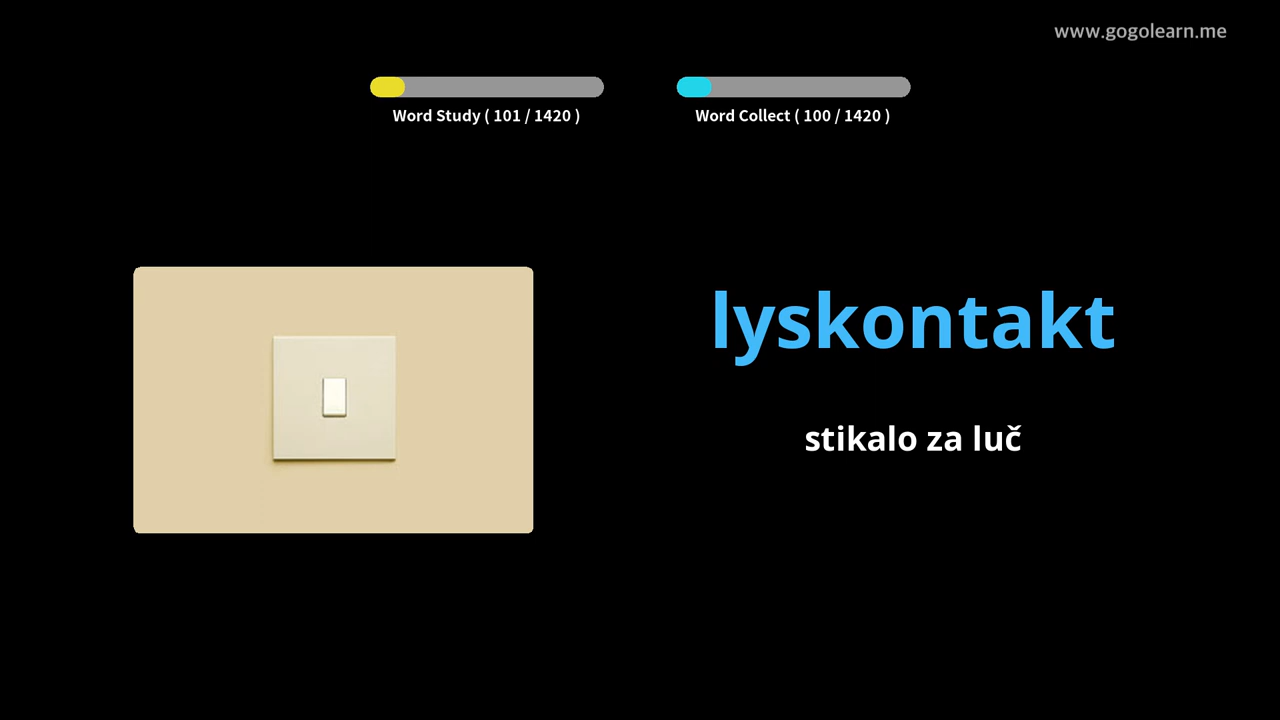 www.gogolearn.me
Word Study ( 101 / 1420 )
Word Collect ( 100 / 1420 )
lyskontakt
stikalo za luč